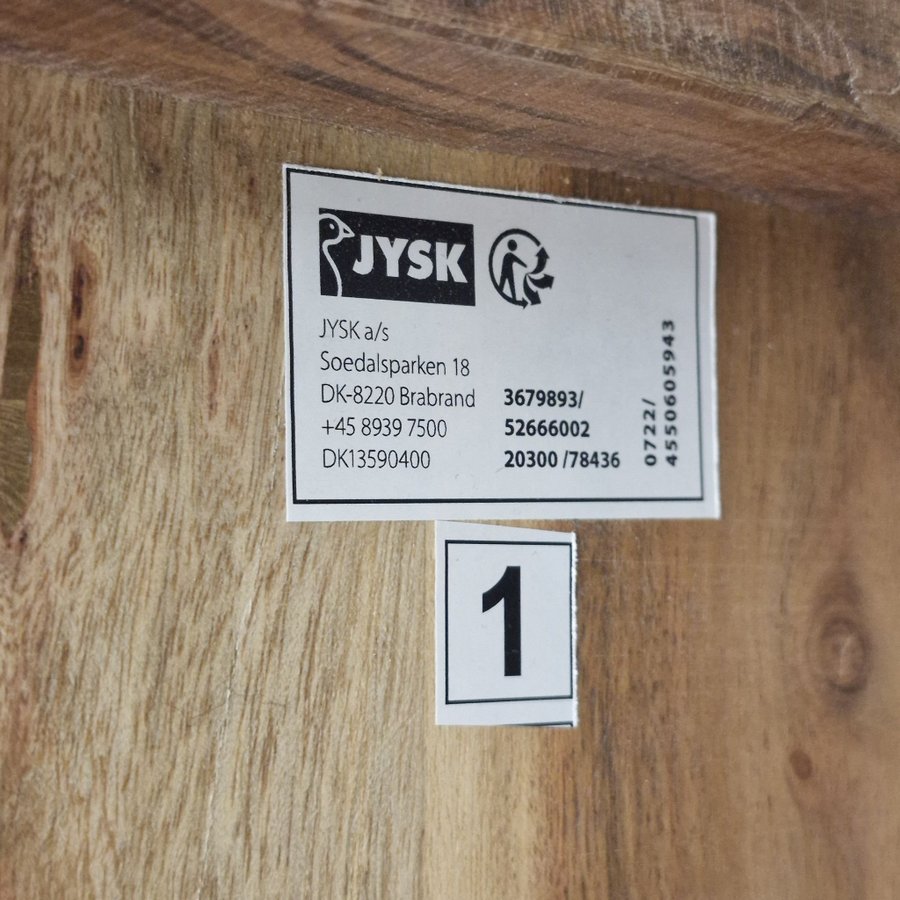 JYSK
JYSK a/s
Soedalsparken 18
DK-8220 Brabrand
+45 8939 7500
DK13590400
3679893/
52666002
20300 /78436
0722/
4550605943
1